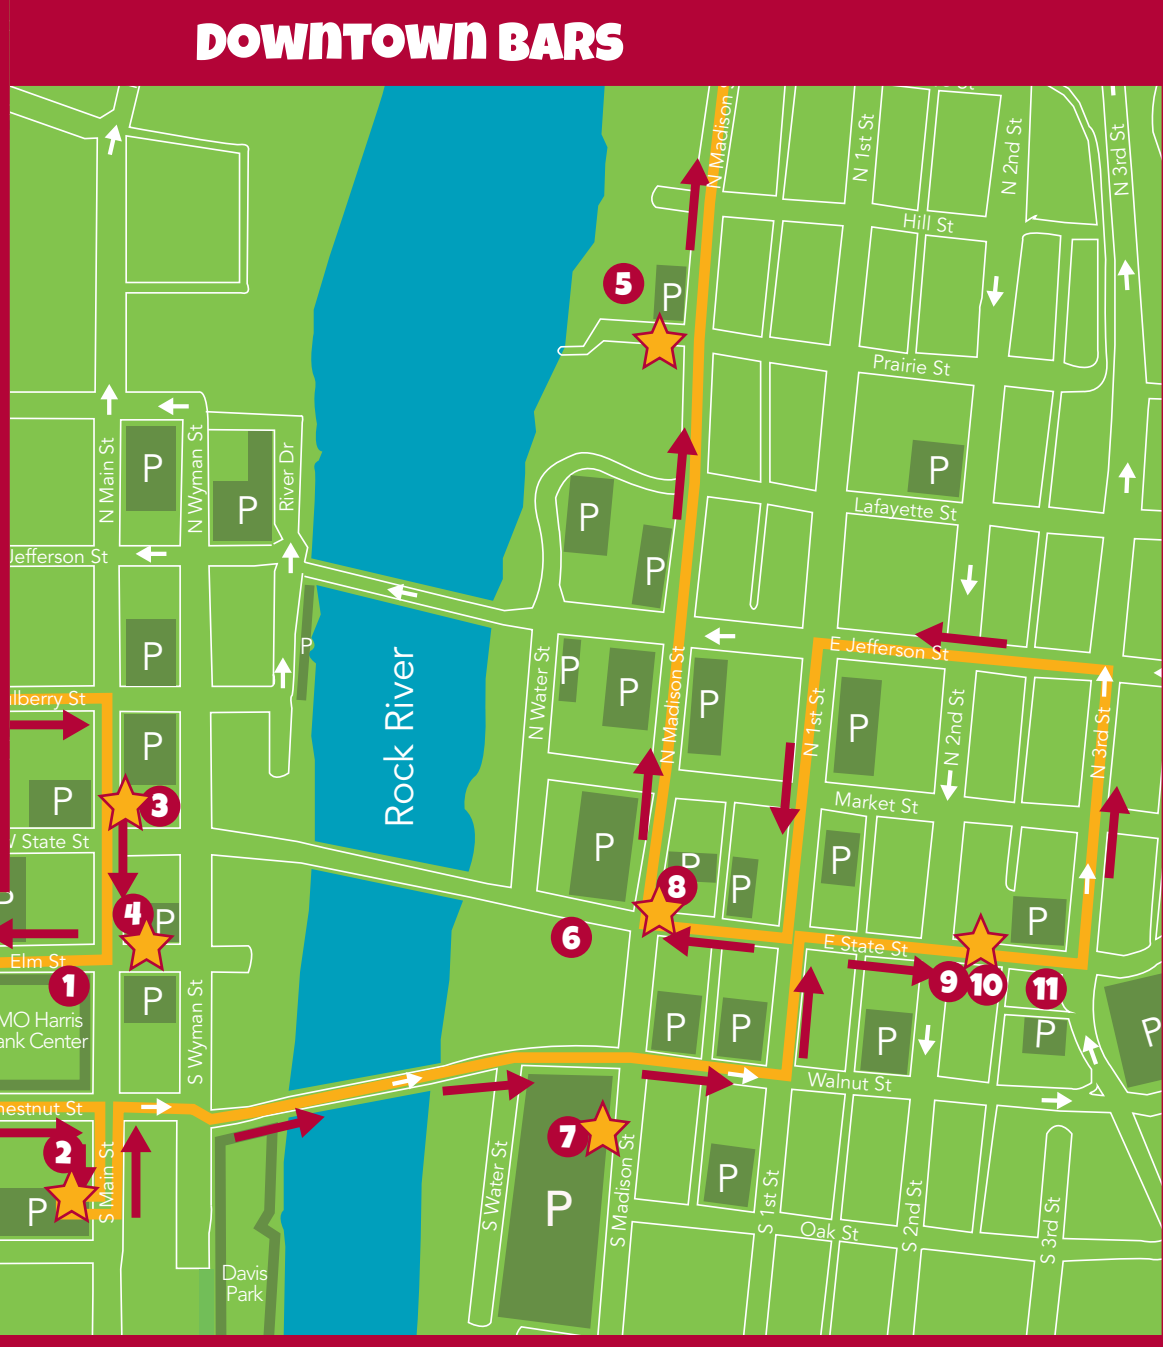 DOWNTOWN BARS
N Madison
N 1st St
N 2nd St
N 3rd St
Hill St
5
P
Prairie St
N Main St
P
N Wyman St
P
River Dr
P
Lafayette St
P
P
Jefferson St
P
P
Rock River
N Water St
P
P
N Madison St
P
E Jefferson St
N 1st St
P
N 2nd St
N 3rd St
lberry St
P
P
3
Market St
St State
P
P
P
P
8
P
4
P
6
E State St
P
Elm St
1
9
10
11
MO Harris
ank Center
P
S Wyman St
P
P
P
P
P
Walnut St
hestnut St
2
P
S Main St
7
P
S Water St
S Madison St
P
S 1st St
Oak St
S 2nd St
S 3rd St
Davis
Park